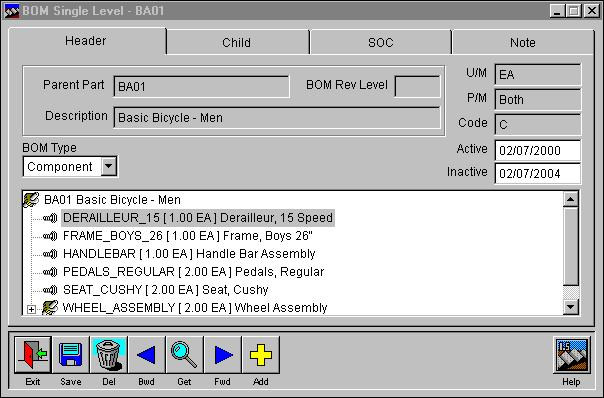 BOM Single Level - BA01
Header Child SOC Note
Parent Part BA01 BOM Rev Level
Description Basic Bicycle - Men
U/M EA
P/M Both
Code C
Active 02/07/2000
Inactive 02/07/2004
BOM Type
Component
BA01 Basic Bicycle - Men
DERAILLEUR_15 [ 1.00 EA ] Derailleur, 15 Speed
FRAME_BOYS_26 [ 1.00 EA ] Frame, Boys 26"
HANDLEBAR [ 1.00 EA ] Handle Bar Assembly
PEDALS_REGULAR [ 2.00 EA ] Pedals, Regular
SEAT_CUSHY [ 2.00 EA ] Seat, Cushy
WHEEL_ASSEMBLY [ 2.00 EA ] Wheel Assembly
1.5
Exit Save Del Bwd Get Fwd Add Help